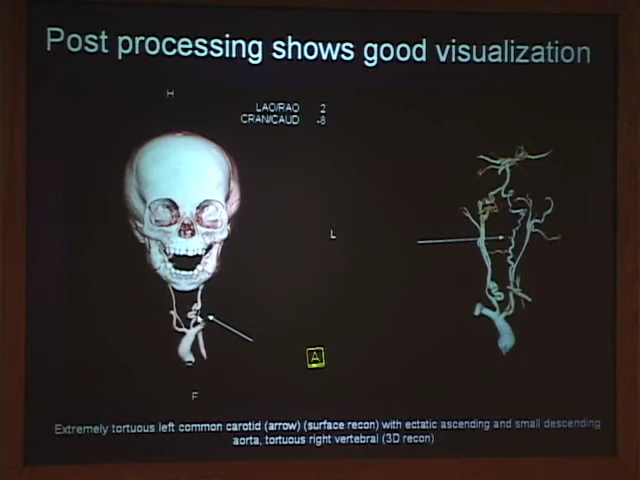 Post processing shows good visualization
H
LAO/RAO 2
CRAN/CAUD -8
L
A
F
Extremely tortuous left common carotid (arrow) (surface recon) with ectatic ascending and small descending
aorta, tortuous right vertebral (3D recon)